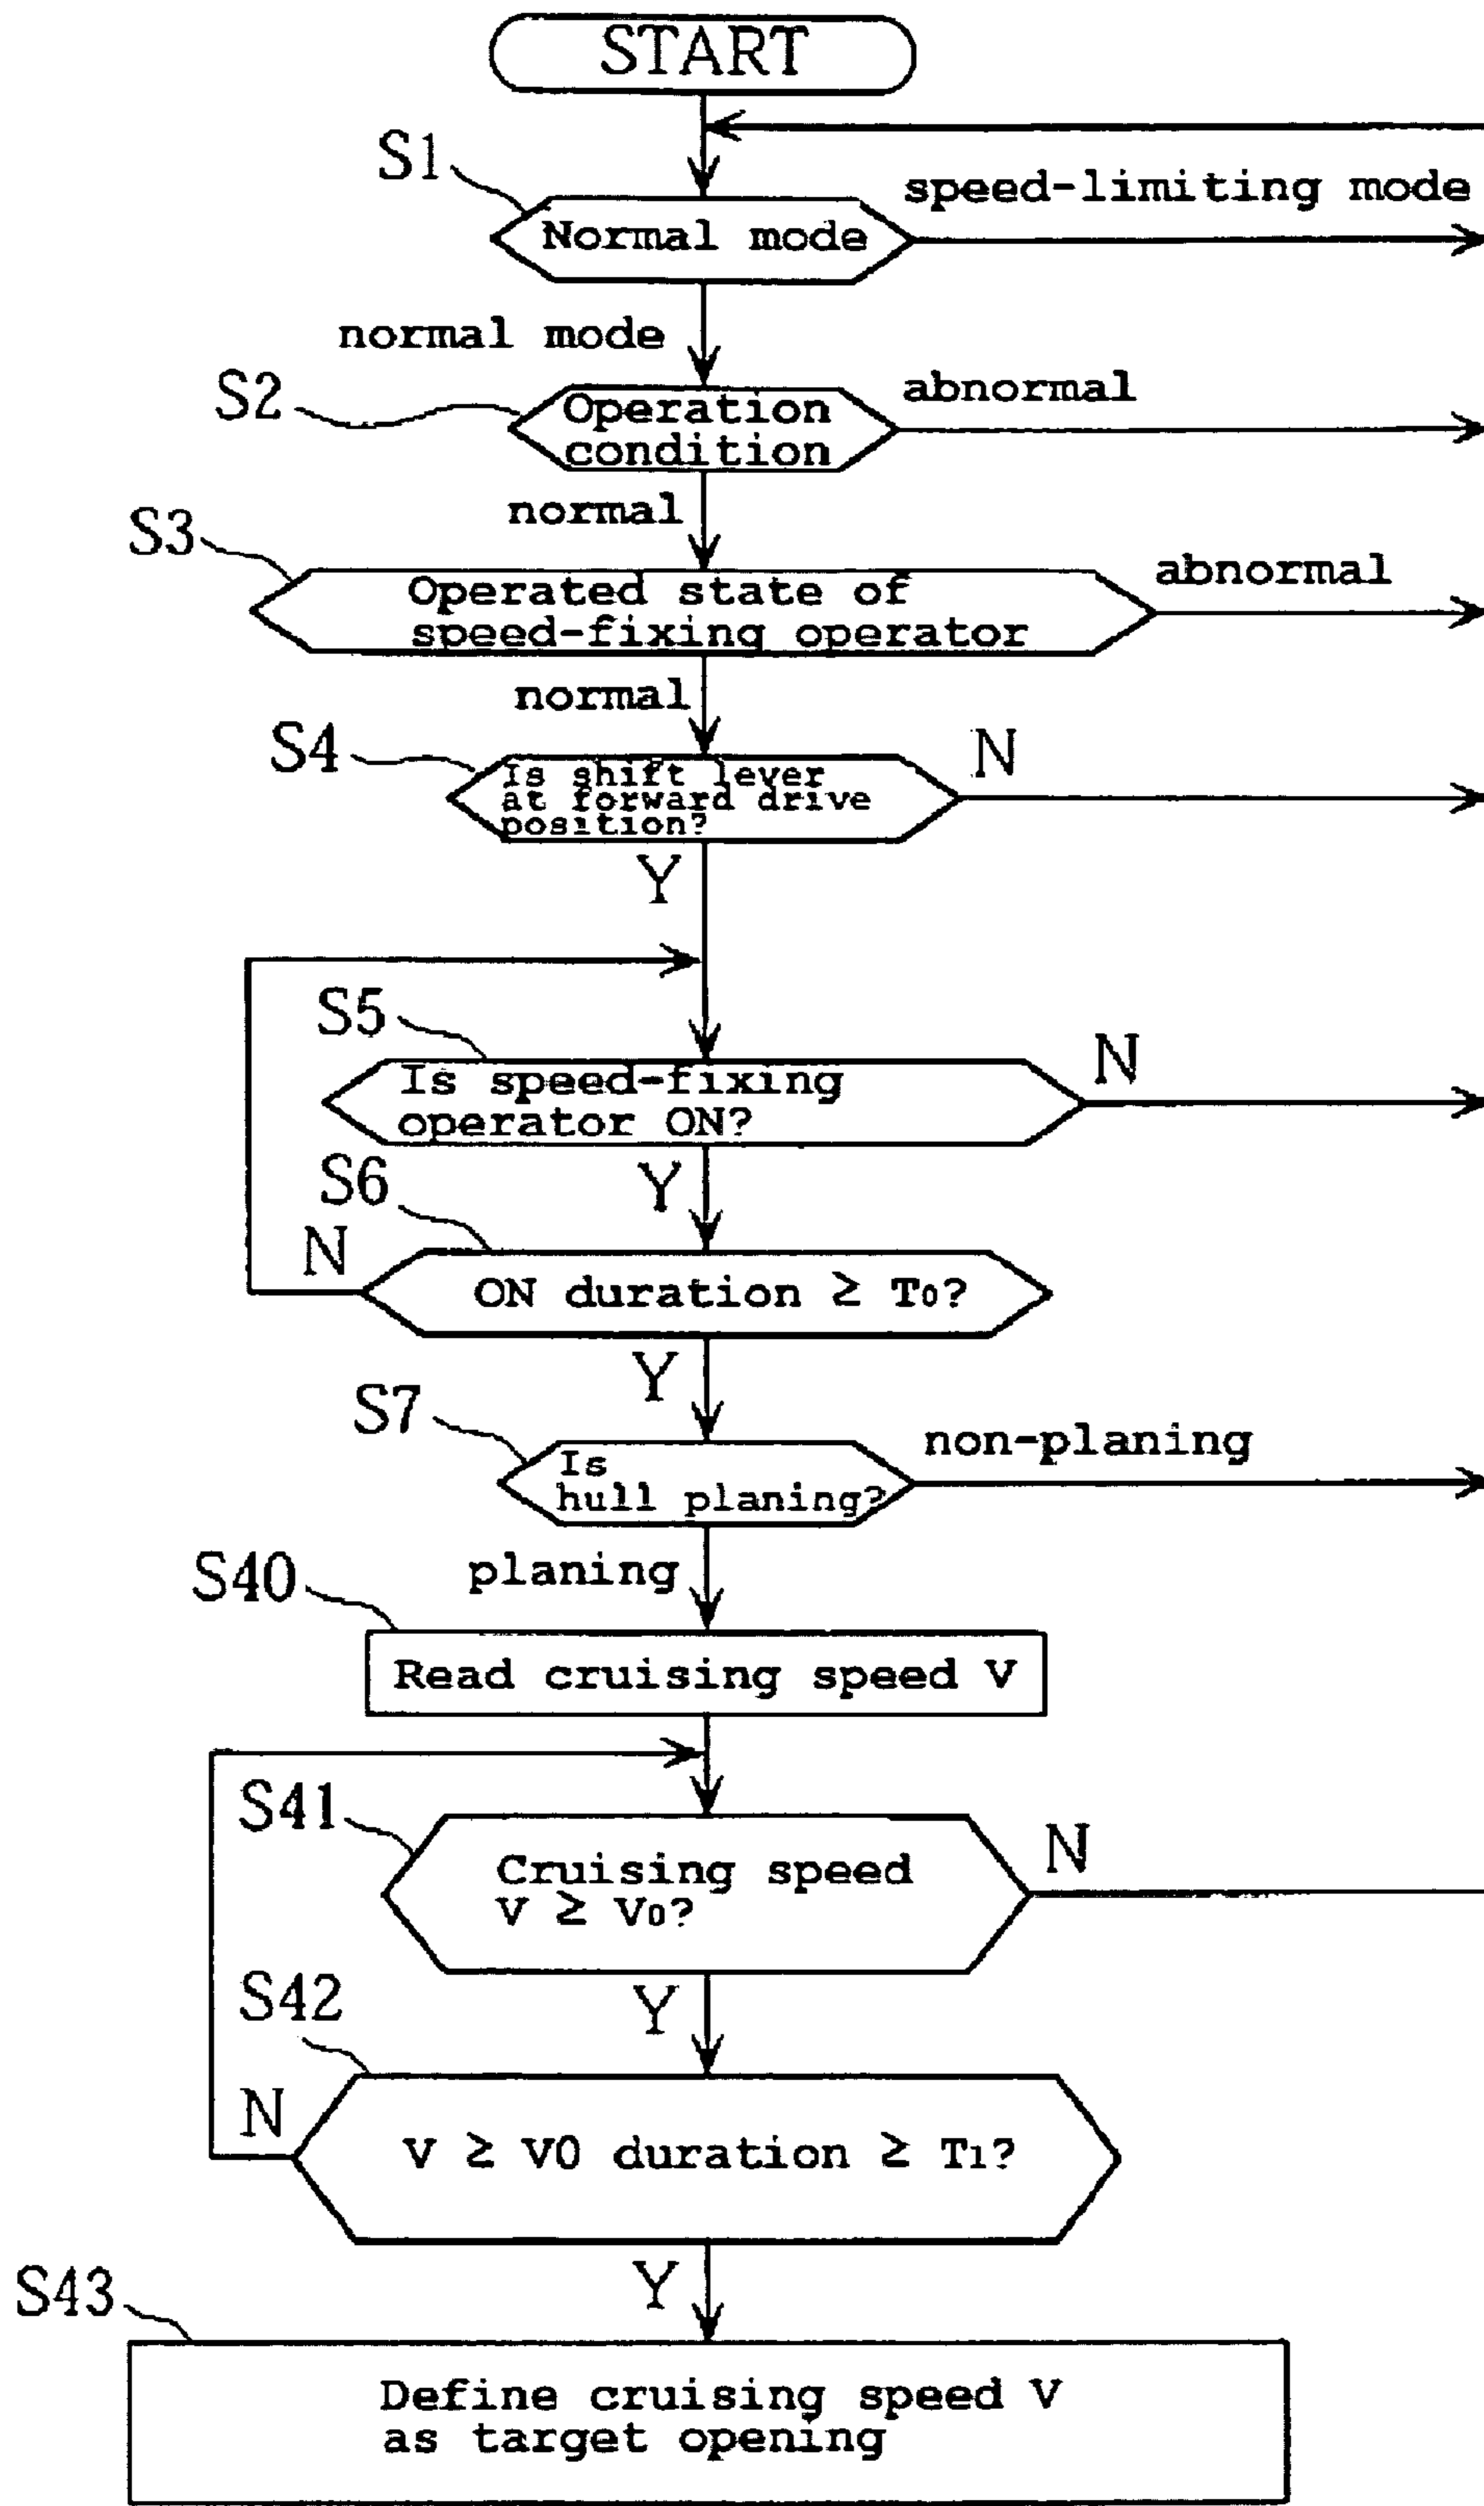 START
S1
speed-limiting mode
Normal mode
normal mode
S2
abnormal
Operation
condition
normal
S3
abnormal
Operated state of
speed-fixing operator
normal
S4
N
Is shift lever
at forward drive
position?
Y
S5
N
Is speed-fixing
operator ON?
S6
Y
N
ON duration ≥ T₀?
Y
S7
non-planing
Is
hull planing?
planing
S40
Read cruising speed V
S41
N
Cruising speed
V ≥ V₀?
S42
Y
N
V ≥ V0 duration ≥ T₁?
Y
S43
Define cruising speed V
as target opening